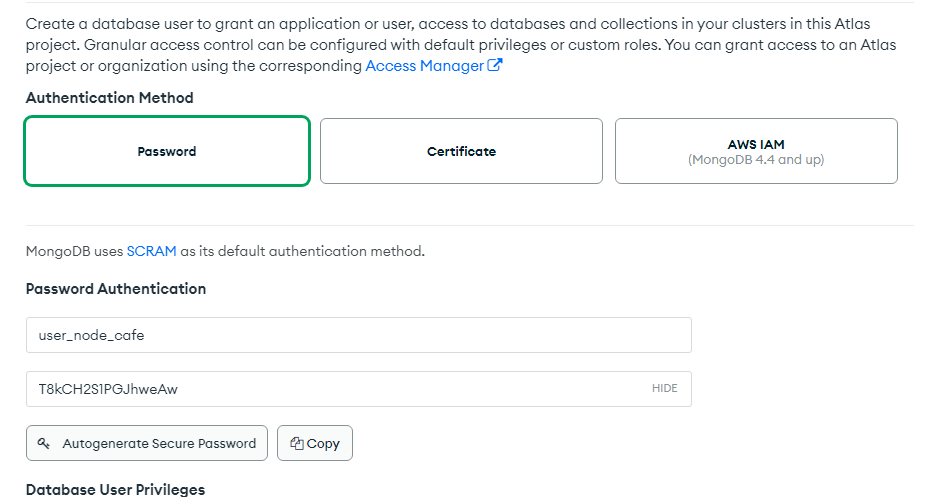 Create a database user to grant an application or user, access to databases and collections in your clusters in this Atlas
project. Granular access control can be configured with default privileges or custom roles. You can grant access to an Atlas
project or organization using the corresponding Access Manager
Authentication Method
Password
Certificate
AWS IAM
(MongoDB 4.4 and up)
MongoDB uses SCRAM as its default authentication method.
Password Authentication
user_node_cafe
T8kCH2S1PGJhweAw
HIDE
Autogenerate Secure Password
Copy
Database User Privileges